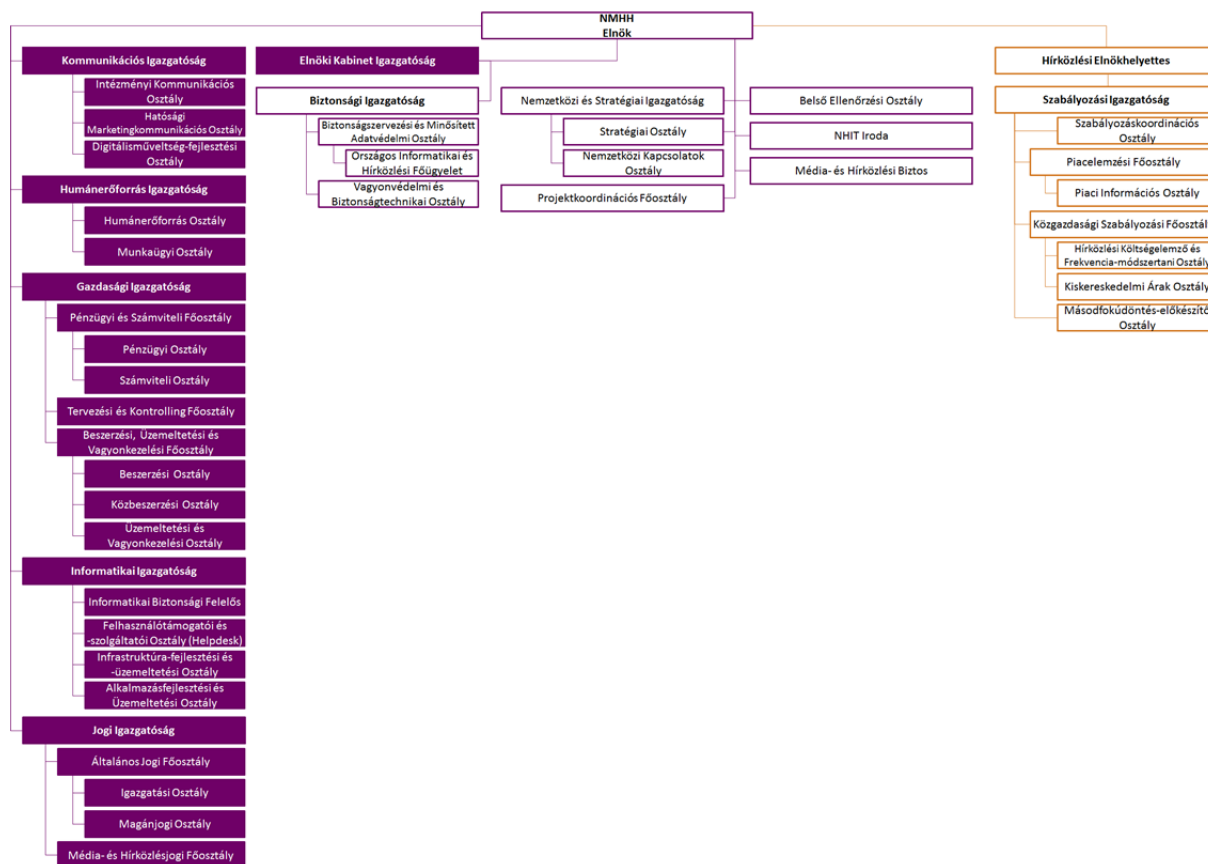 NMHH
Elnök
Kommunikációs Igazgatóság
Intézményi Kommunikációs
Osztály
Hatósági
Marketingkommunikációs Osztály
Digitálisműveltség-fejlesztési
Osztály
Humánerőforrás Igazgatóság
Humánerőforrás Osztály
Munkaügyi Osztály
Gazdasági Igazgatóság
Pénzügyi és Számviteli Főosztály
Pénzügyi Osztály
Számviteli Osztály
Tervezési és Kontrolling Főosztály
Beszerzési, Üzemeltetési és
Vagyonkezelési Főosztály
Beszerzési Osztály
Közbeszerzési Osztály
Üzemeltetési és
Vagyonkezelési Osztály
Informatikai Igazgatóság
Informatikai Biztonsági Felelős
Felhasználótámogatói és
-szolgáltatói Osztály (Helpdesk)
Infrastruktúra-fejlesztési és
-üzemeltetési Osztály
Alkalmazásfejlesztési és
Üzemeltetési Osztály
Jogi Igazgatóság
Általános Jogi Főosztály
Igazgatási Osztály
Magánjogi Osztály
Média- és Hírközlésjogi Főosztály
Elnöki Kabinet Igazgatóság
Biztonsági Igazgatóság
Biztonságszervezési és Minősített
Adatvédelmi Osztály
Országos Informatikai és
Hírközlési Főügyelet
Vagyonvédelmi és
Biztonságtechnikai Osztály
Nemzetközi és Stratégiai Igazgatóság
Stratégiai Osztály
Nemzetközi Kapcsolatok
Osztály
Projektkoordinációs Főosztály
Belső Ellenőrzési Osztály
NHIT Iroda
Média- és Hírközlési Biztos
Hírközlési Elnökhelyettes
Szabályozási Igazgatóság
Szabályozáskoordinációs
Osztály
Piacelemzési Főosztály
Piaci Információs Osztály
Közgazdasági Szabályozási Főosztál
Hírközlési Költségelemző és
Frekvencia-módszertani Osztály
Kiskereskedelmi Árak Osztály
Másodfokúdöntés-előkészítő
Osztály